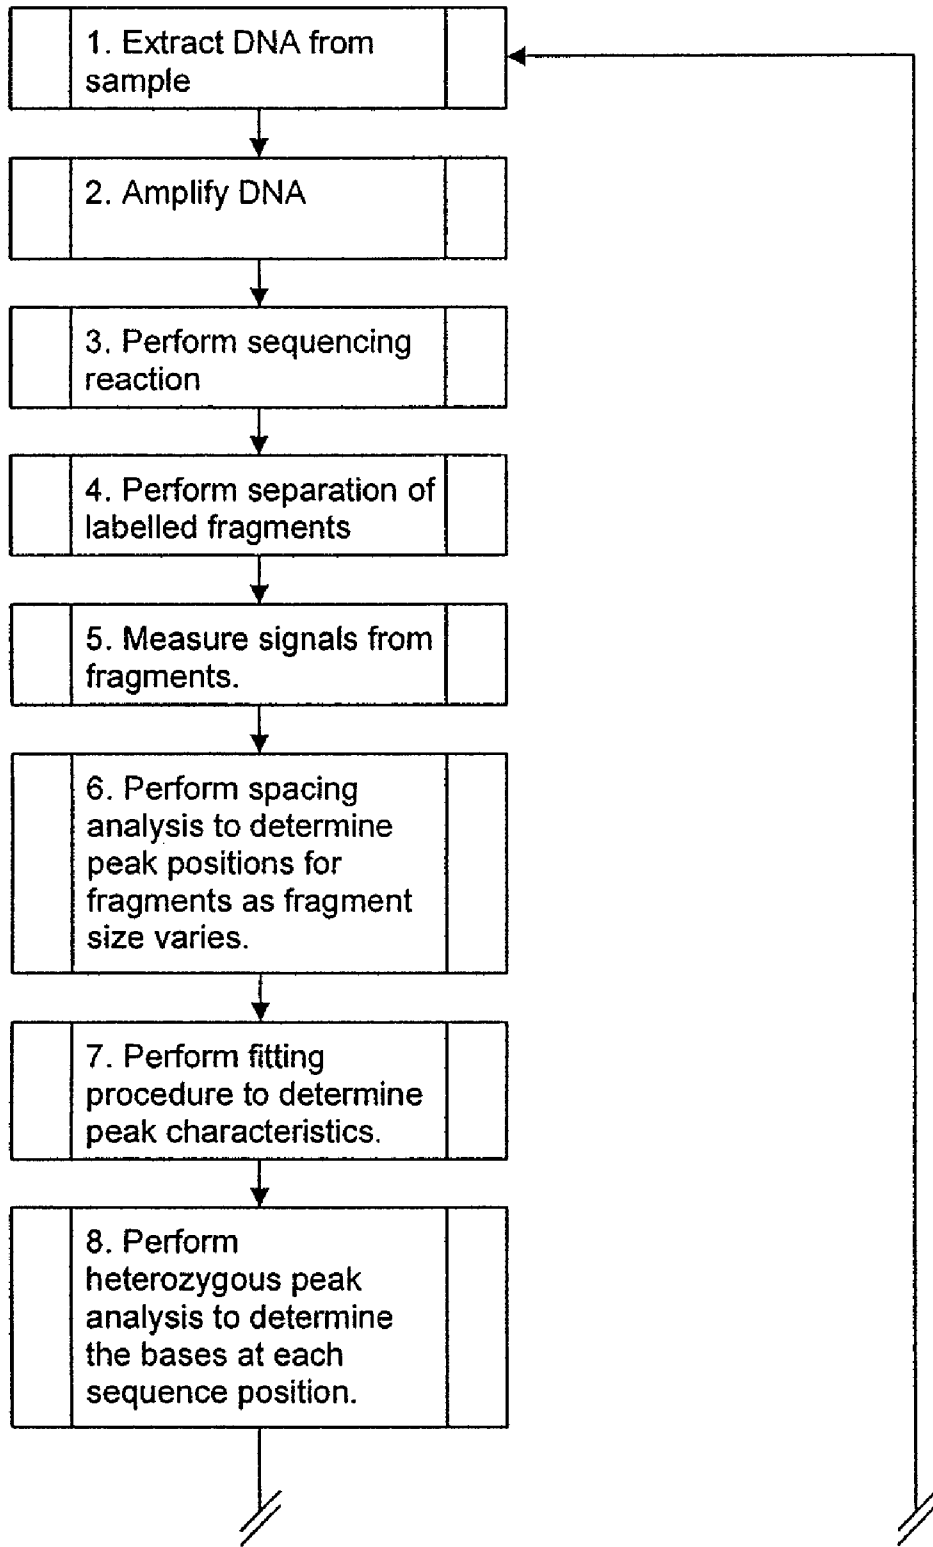 1. Extract DNA from
sample
2. Amplify DNA
3. Perform sequencing
reaction
4. Perform separation of
labelled fragments
5. Measure signals from
fragments.
6. Perform spacing
analysis to determine
peak positions for
fragments as fragment
size varies.
7. Perform fitting
procedure to determine
peak characteristics.
8. Perform
heterozygous peak
analysis to determine
the bases at each
sequence position.